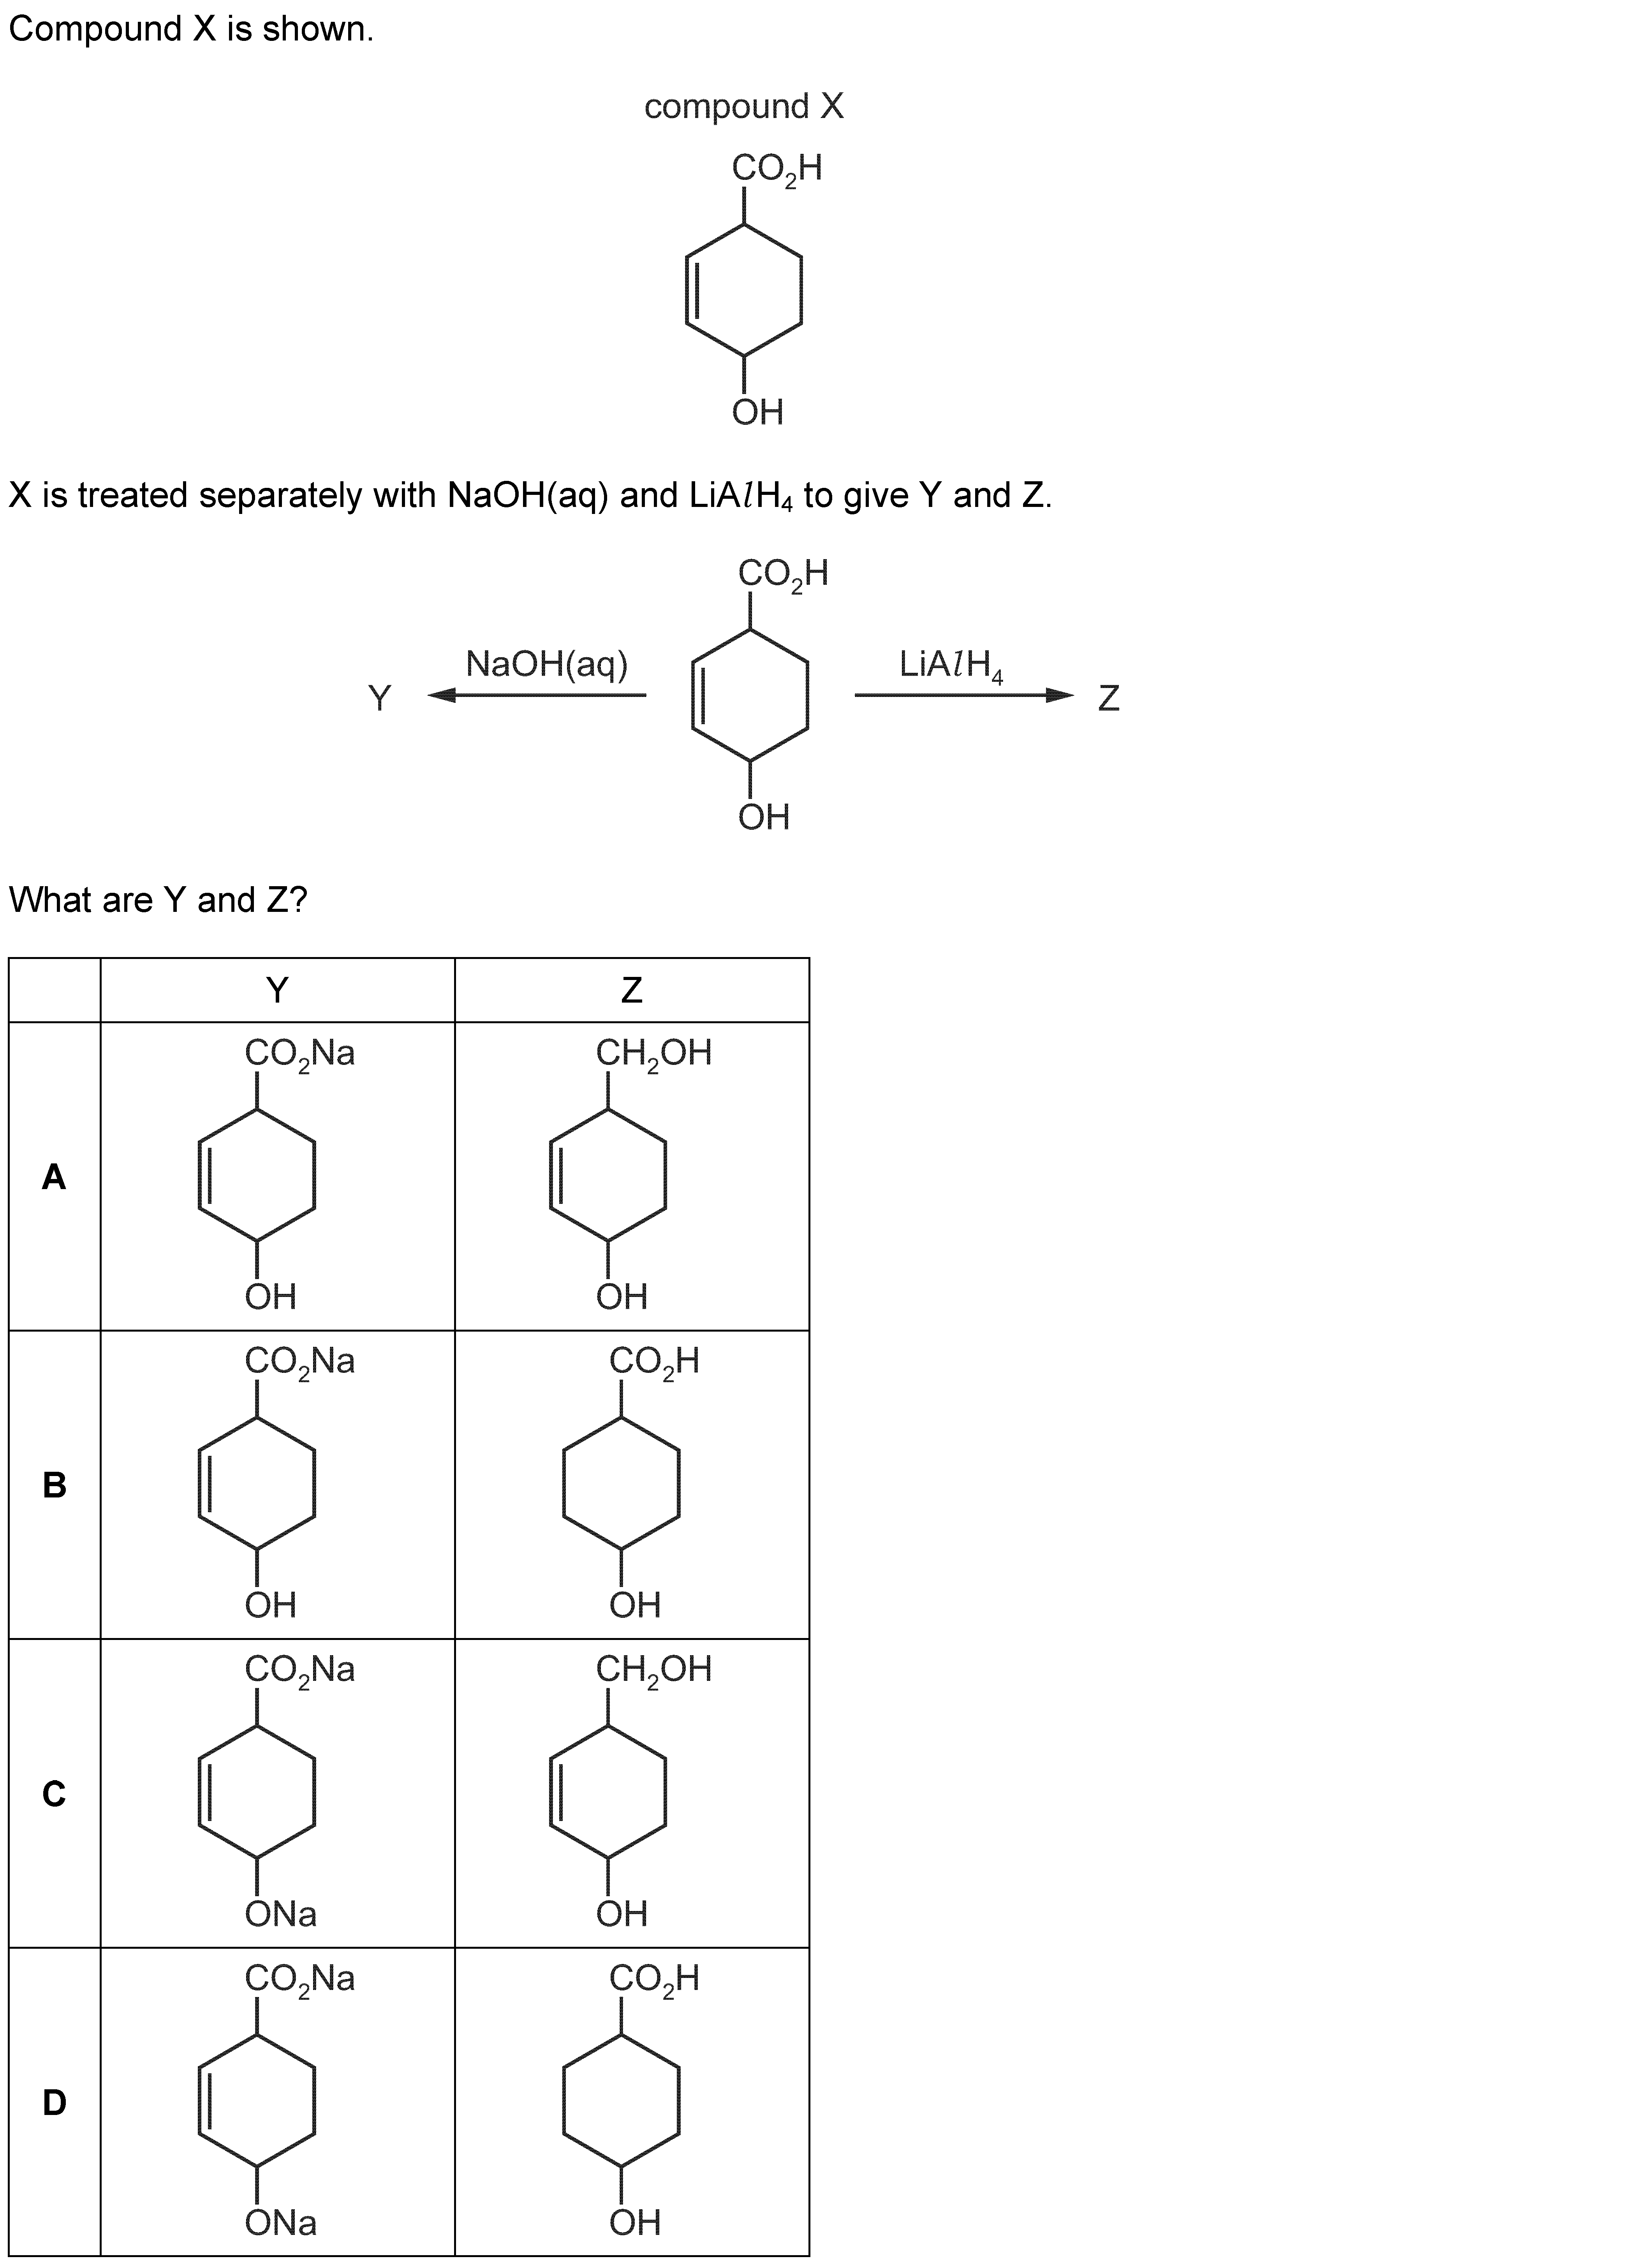 Compound X is shown.
compound X
CO₂H
OH
X is treated separately with NaOH(aq) and LiAlH₄ to give Y and Z.
CO₂H
Y NaOH(aq) LiAlH₄ Z
OH
What are Y and Z?
Y Z
CO₂Na CH₂OH
A
OH OH
CO₂Na CO₂H
B
OH OH
CO₂Na CH₂OH
C
ONa OH
CO₂Na CO₂H
D
ONa OH